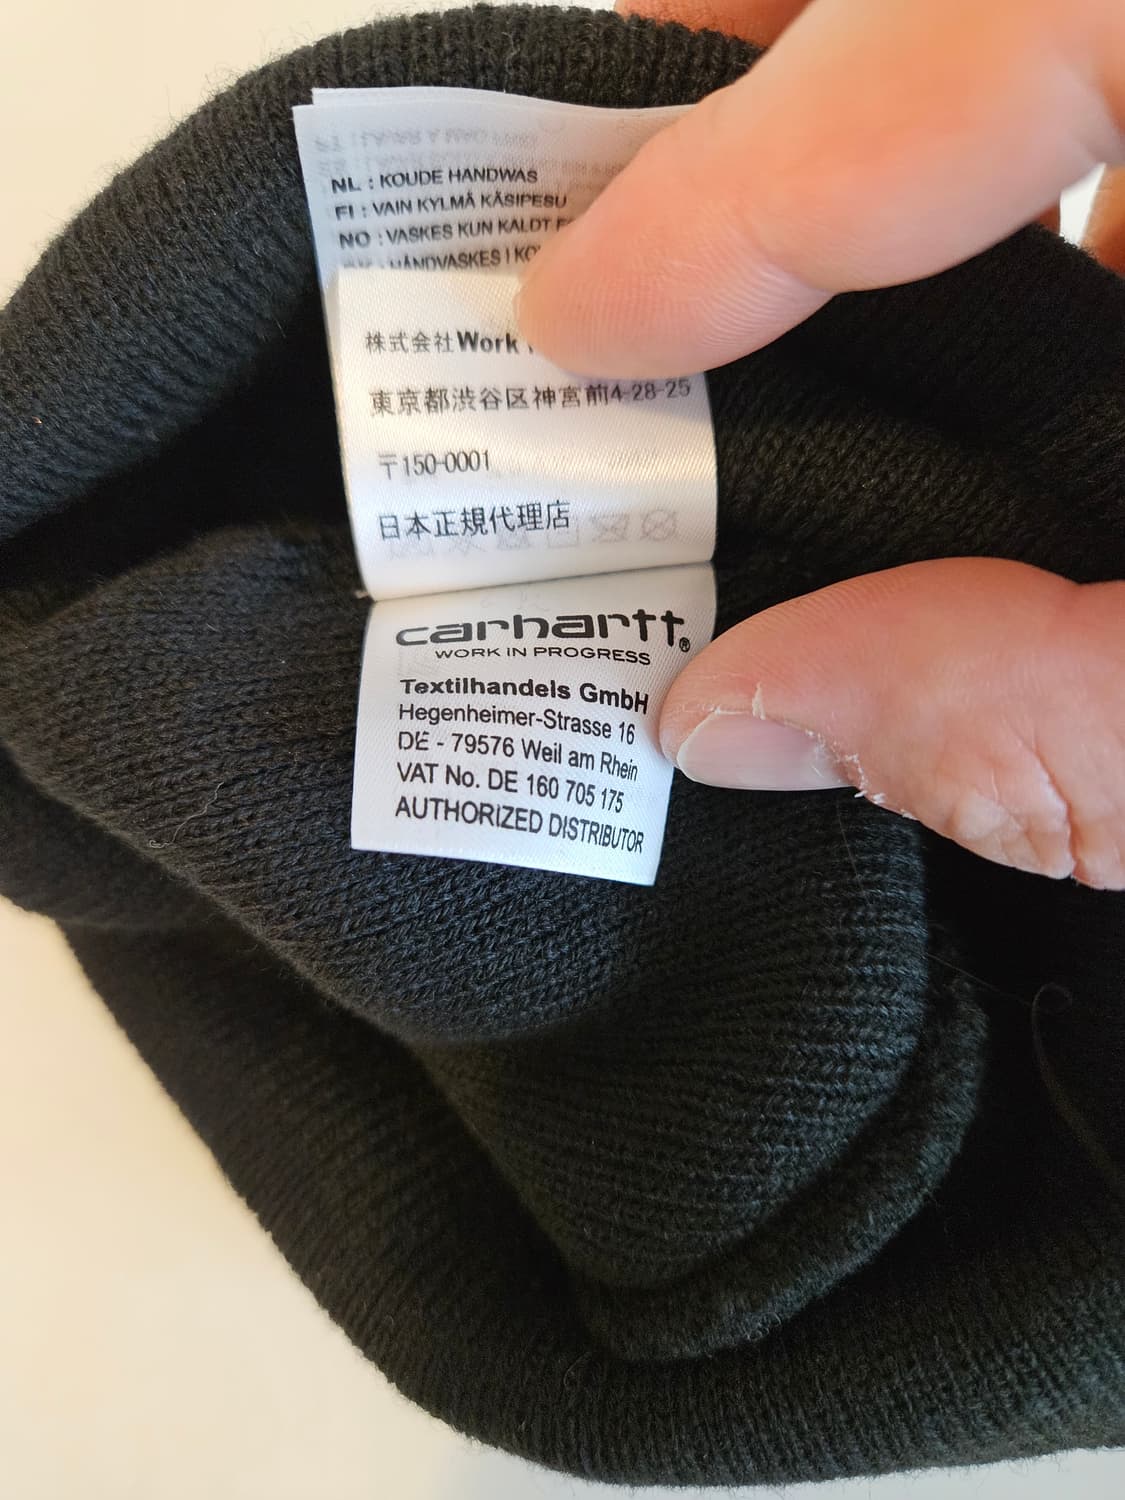 NL : KOUDE HANDWAS
FI : VAIN KYLMÄ KÄSIPESU
NO : VASKES KUN KALDT
HÅNDVASKES I
株式会社Work
東京都渋谷区神宮前4-28-25
〒150-0001
日本正規代理店
carhartt®
WORK IN PROGRESS
Textilhandels GmbH
Hegenheimer-Strasse 16
DE - 79576 Weil am Rhein
VAT No. DE 160 705 175
AUTHORIZED DISTRIBUTOR